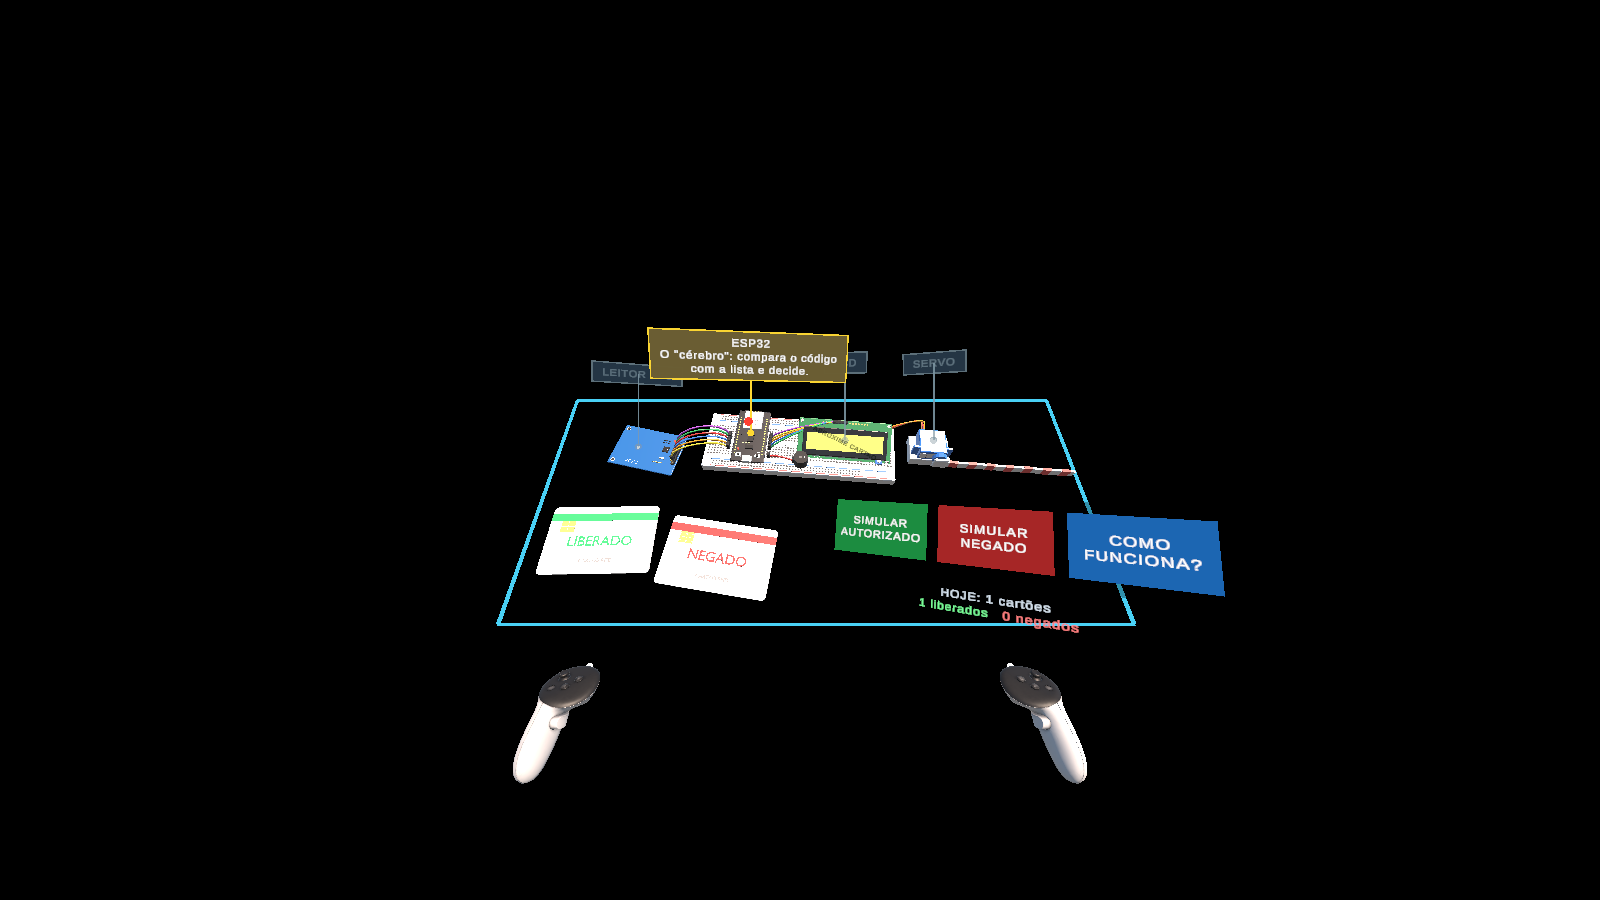 ESP32
O "cérebro": compara o código
com a lista e decide.
LEITOR
D
SERVO
LIBERADO
NEGADO
SIMULAR
AUTORIZADO
SIMULAR
NEGADO
COMO
FUNCIONA?
HOJE: 1 cartões
1 liberados 0 negados